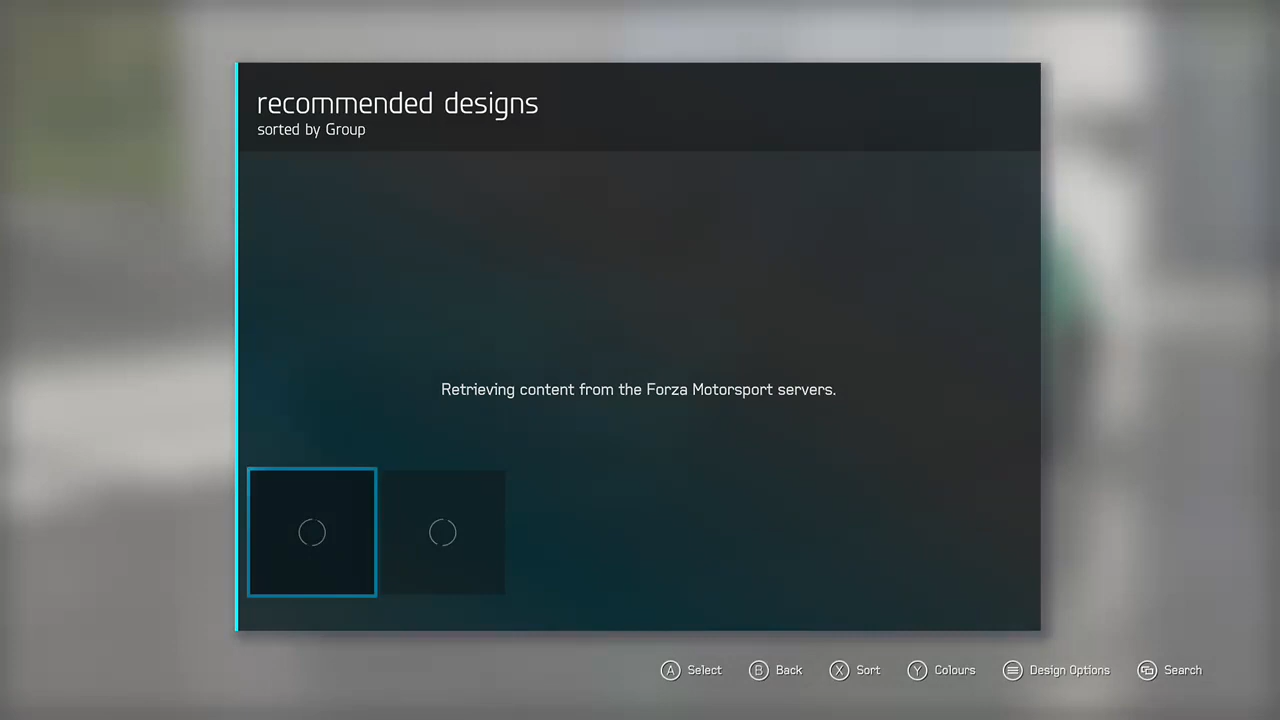 recommended designs
sorted by Group
Retrieving content from the Forza Motorsport servers.
A Select B Back X Sort Y Colours Design Options Search